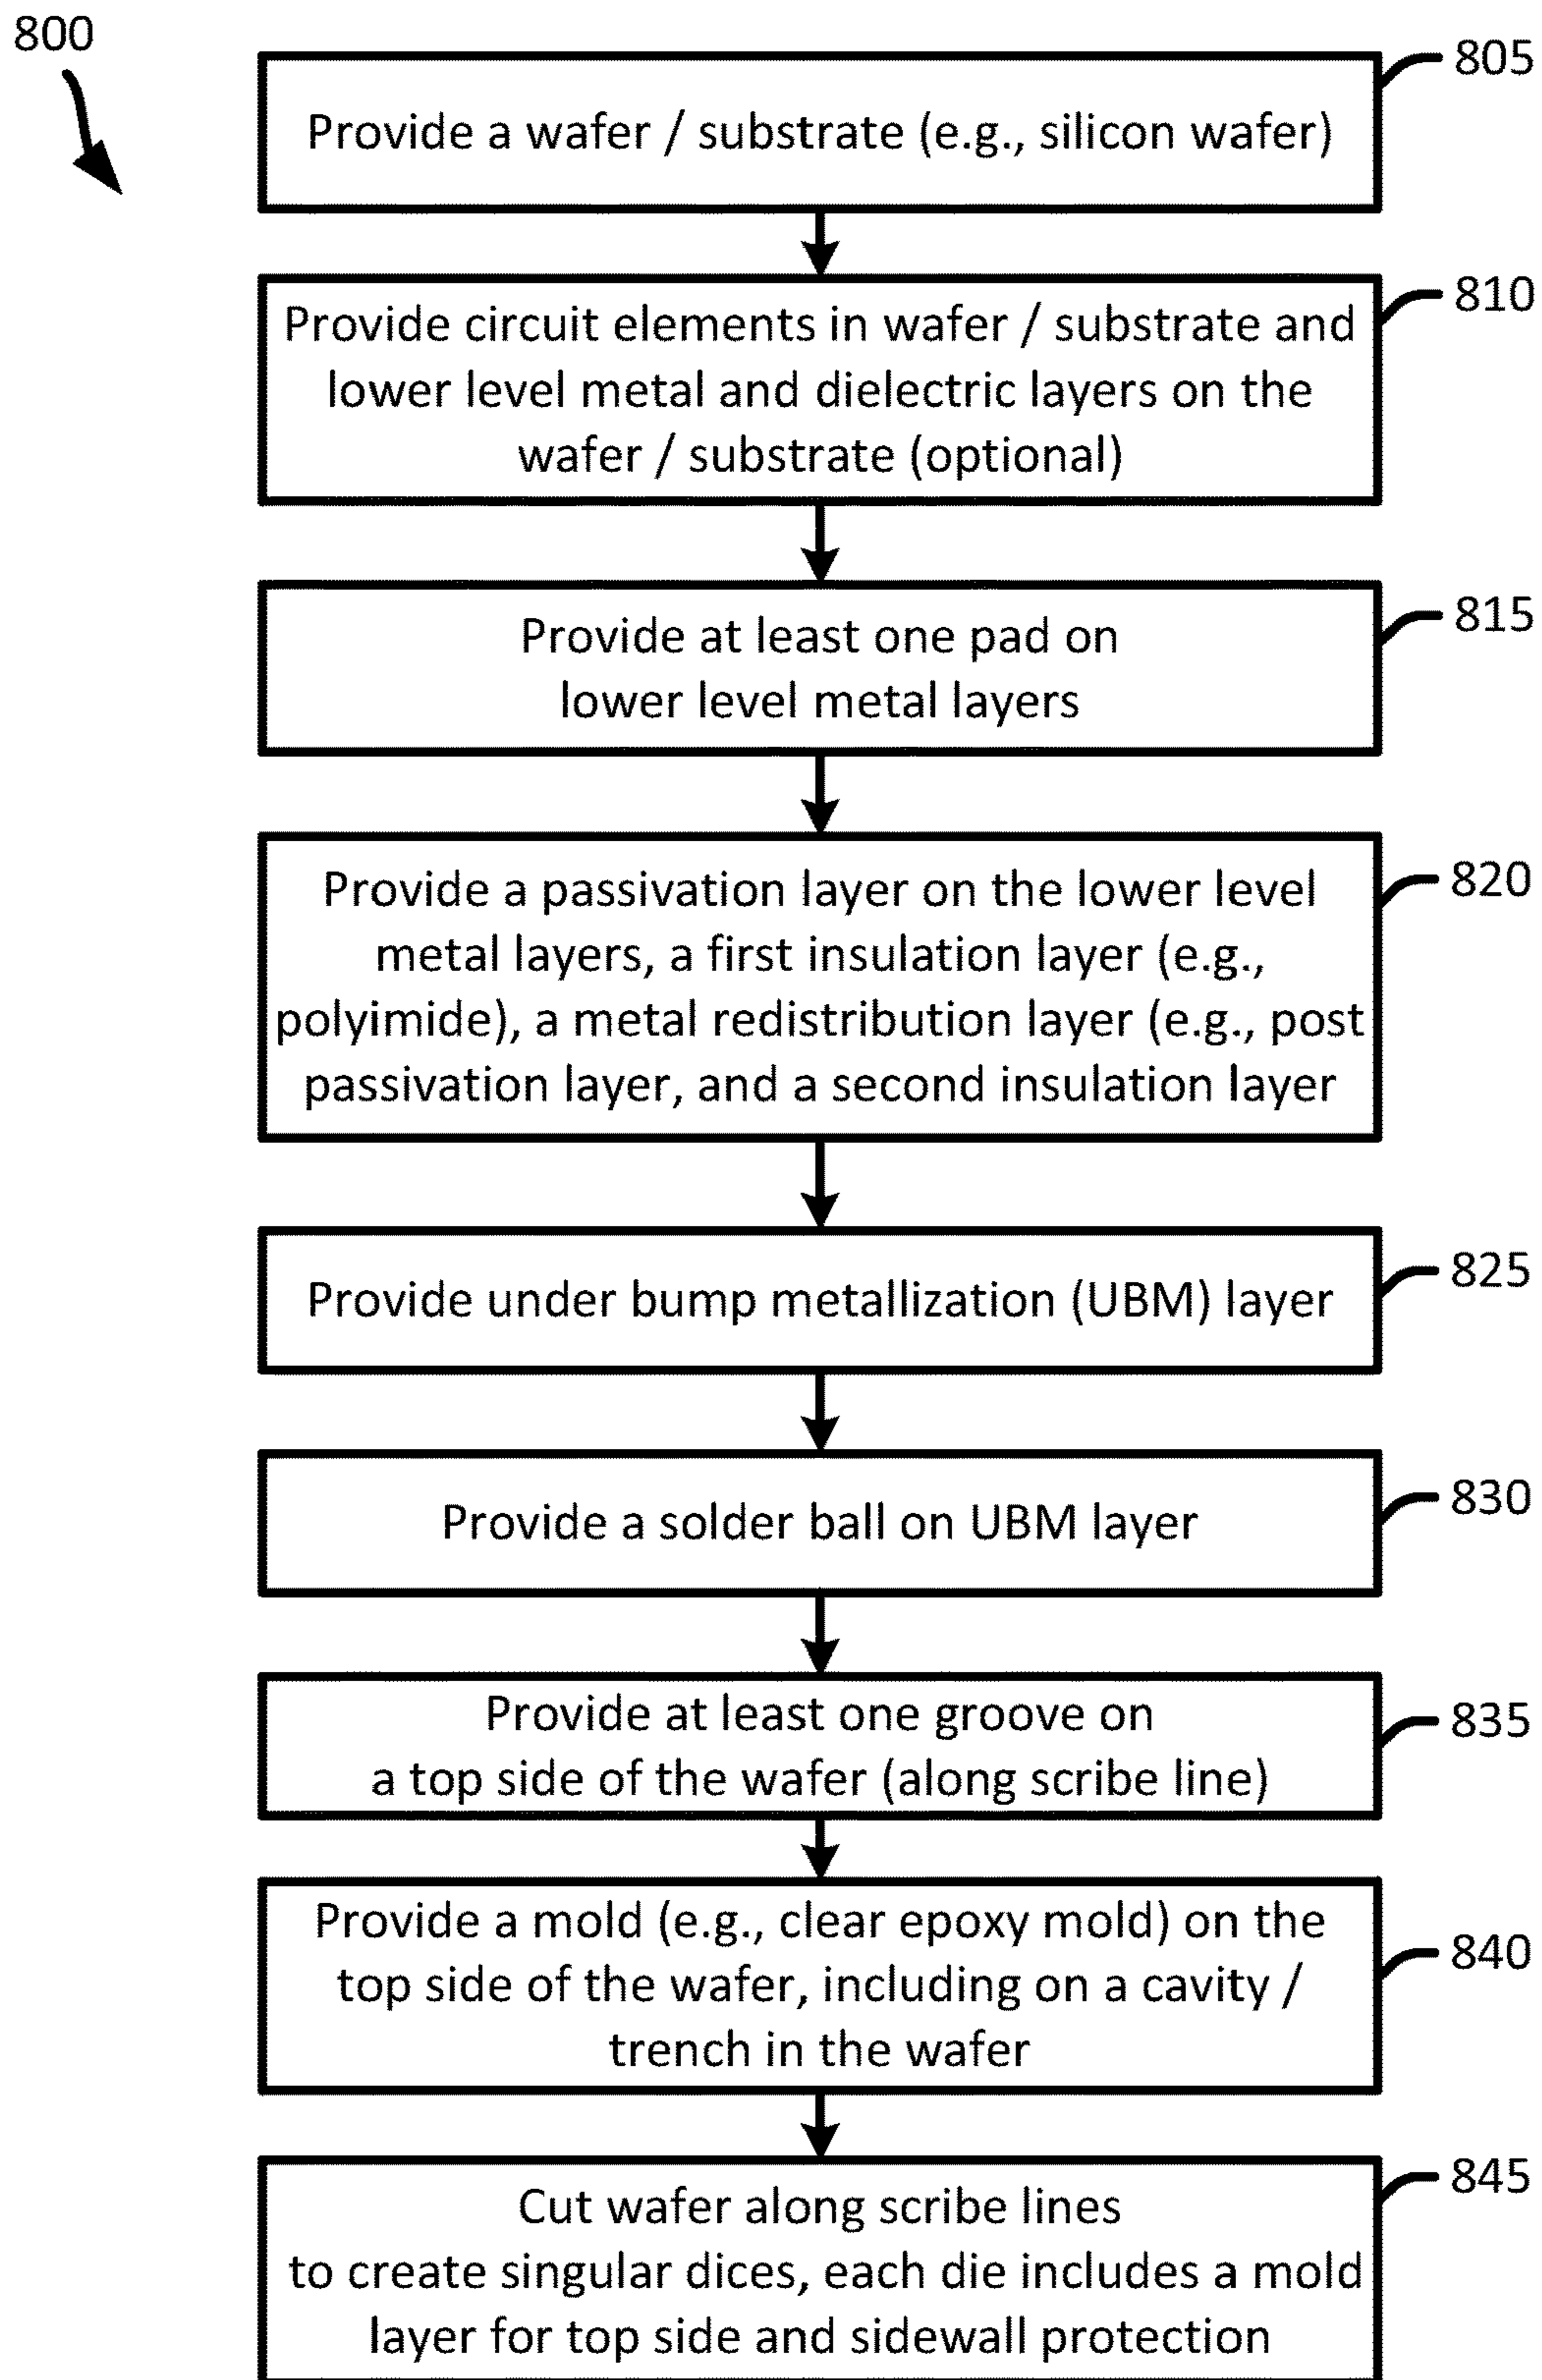 800
805
Provide a wafer / substrate (e.g., silicon wafer)
810
Provide circuit elements in wafer / substrate and
lower level metal and dielectric layers on the
wafer / substrate (optional)
815
Provide at least one pad on
lower level metal layers
820
Provide a passivation layer on the lower level
metal layers, a first insulation layer (e.g.,
polyimide), a metal redistribution layer (e.g., post
passivation layer, and a second insulation layer
825
Provide under bump metallization (UBM) layer
830
Provide a solder ball on UBM layer
835
Provide at least one groove on
a top side of the wafer (along scribe line)
840
Provide a mold (e.g., clear epoxy mold) on the
top side of the wafer, including on a cavity /
trench in the wafer
845
Cut wafer along scribe lines
to create singular dices, each die includes a mold
layer for top side and sidewall protection